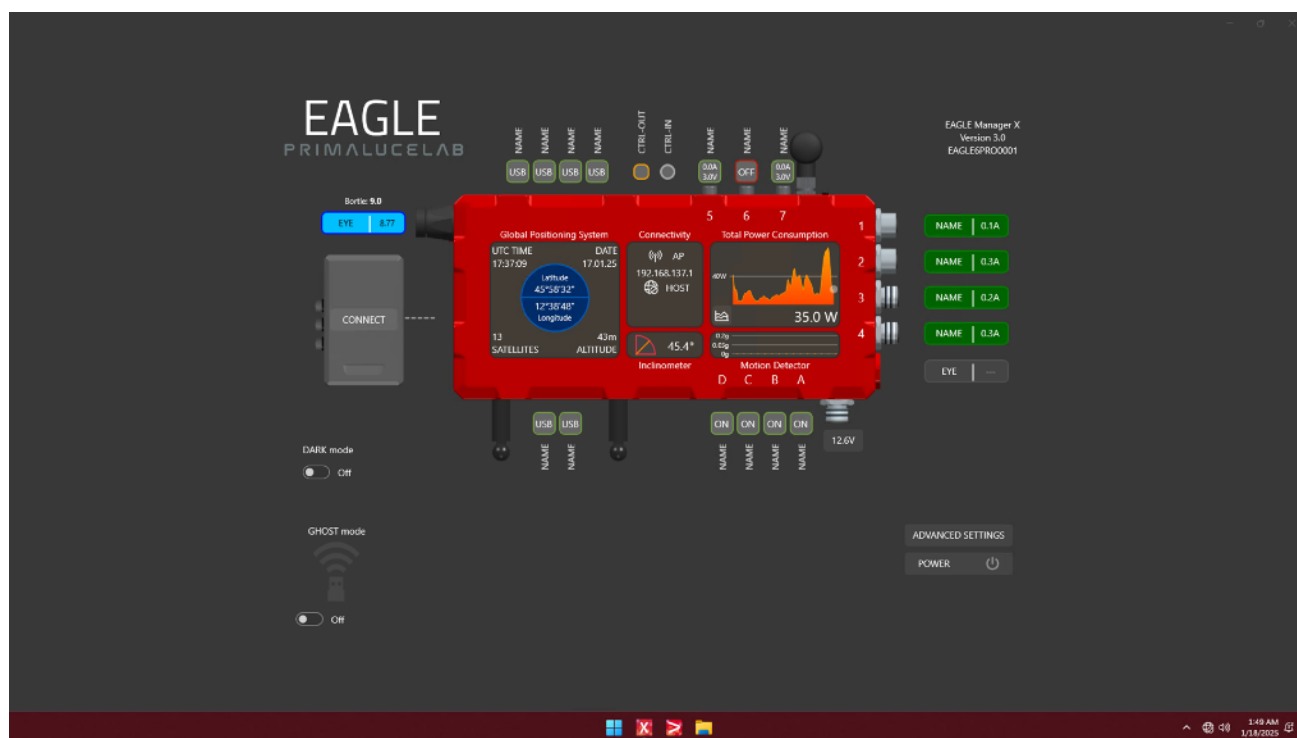 EAGLE
PRIMALUCELAB
NAME
NAME
NAME
NAME
CTRL-OUT
CTRL-IN
NAME
NAME
NAME
EAGLE Manager X
Version 3.0
EAGLE6PRO0001
USB USB USB USB
0.0A
3.0V
OFF
0.0A
3.0V
Bortle: 9.0
EYE 8.77
5 6 7
Global Positioning System
UTC TIME DATE
17:37:09 17.01.25
Latitude
45°58'32"
12°38'48"
Longitude
13 43m
SATELLITES ALTITUDE
Connectivity
AP
192.168.137.1
HOST
45.4°
Inclinometer
Total Power Consumption
40W
35.0 W
0.2g
0.05g
0g
Motion Detector
D C B A
1
2
3
4
NAME 0.1A
NAME 0.3A
NAME 0.2A
NAME 0.3A
EYE ---
CONNECT
USB USB
NAME
NAME
ON ON ON ON
NAME
NAME
NAME
NAME
12.6V
DARK mode
Off
GHOST mode
Off
ADVANCED SETTINGS
POWER
X
1:49 AM
1/18/2025